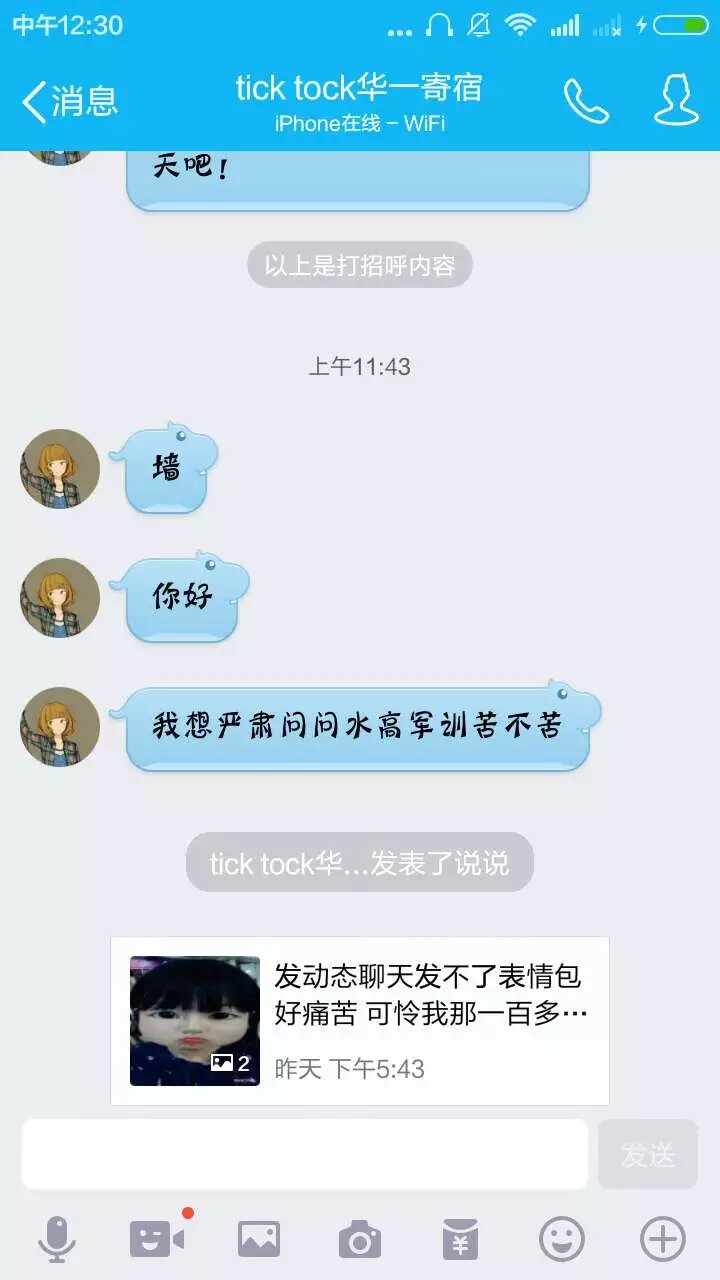 中午12:30
消息
tick tock华一寄宿
iPhone在线 - WiFi
天吧！
以上是打招呼内容
上午11:43
墙
你好
我想严肃问问水高军训苦不苦
tick tock华...发表了说说
发动态聊天发不了表情包
好痛苦 可怜我那一百多…
2
昨天 下午5:43
发送